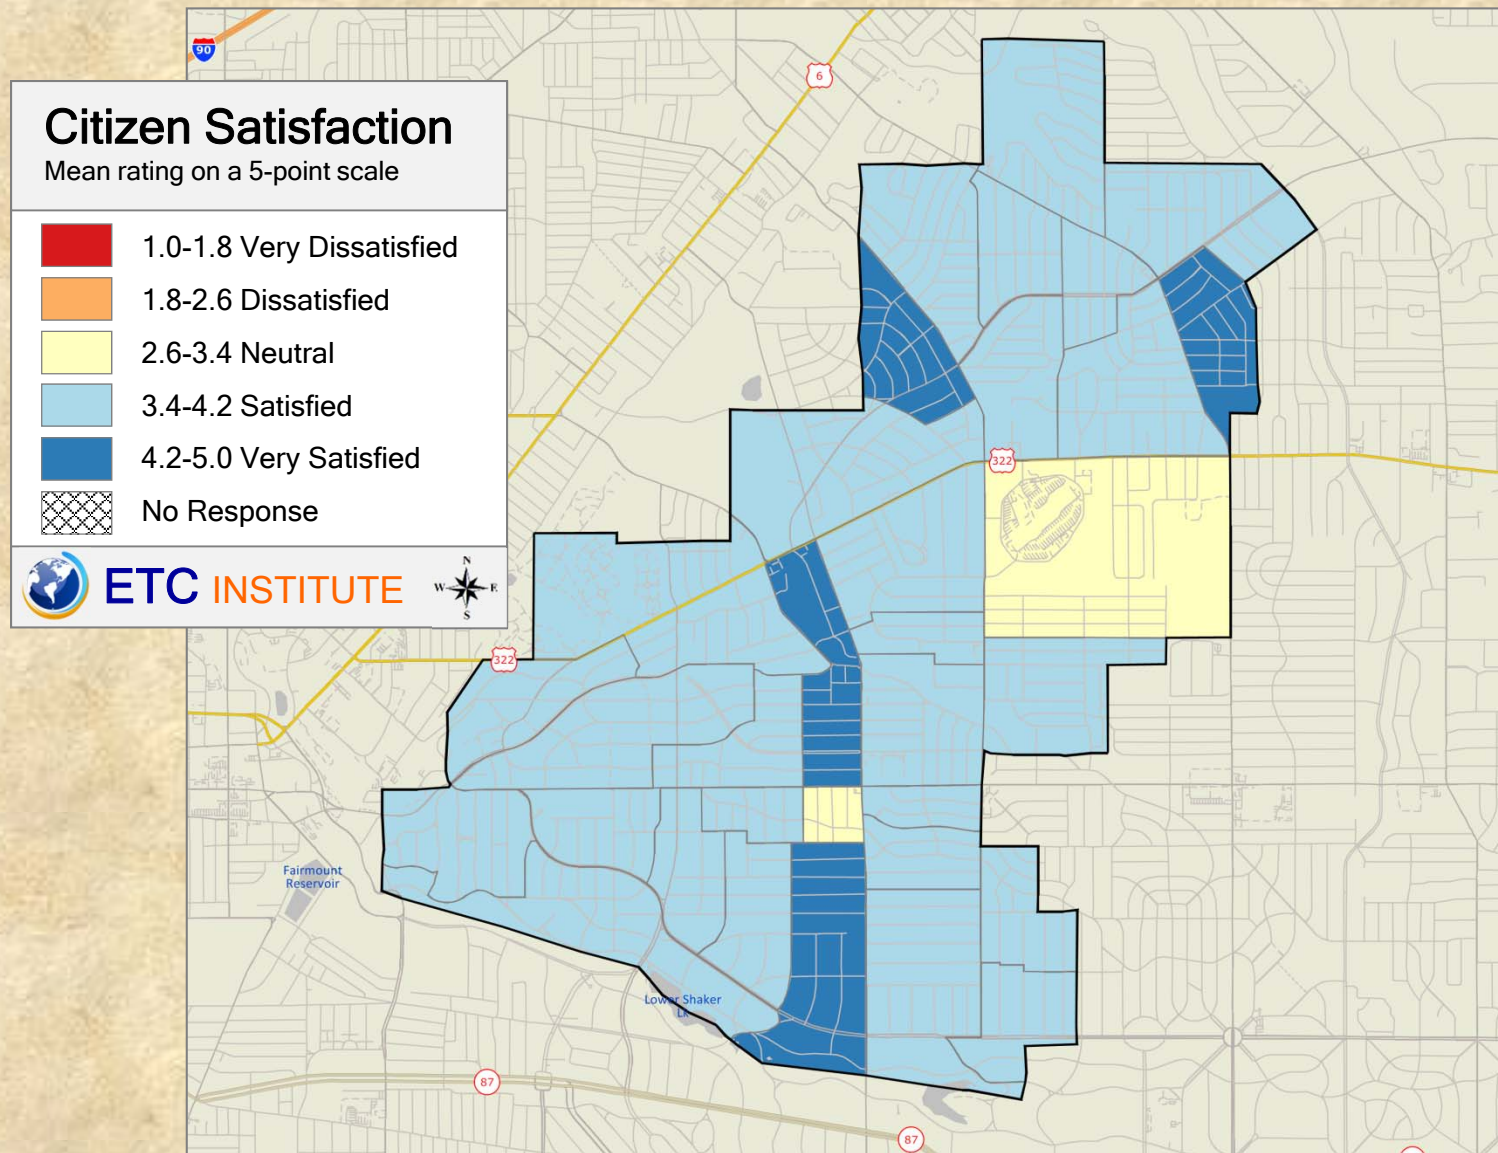 90
6
Citizen Satisfaction
Mean rating on a 5-point scale
1.0-1.8 Very Dissatisfied
1.8-2.6 Dissatisfied
2.6-3.4 Neutral
3.4-4.2 Satisfied
4.2-5.0 Very Satisfied
No Response
ETC INSTITUTE
N
W
E
S
322
322
Fairmount
Reservoir
Lower Shaker
Lk
87
87